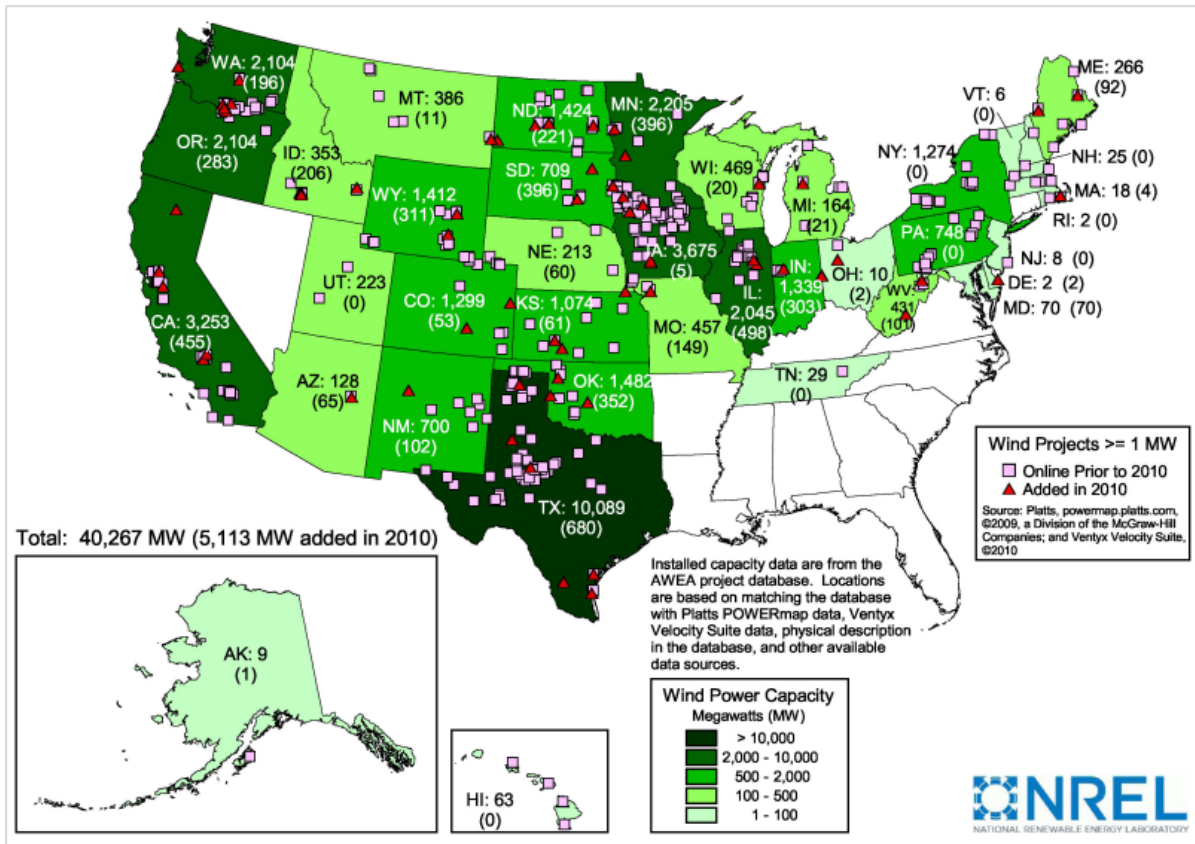 WA: 2,104
(196)
OR: 2,104
(283)
CA: 3,253
(455)
ID: 353
(206)
MT: 386
(11)
WY: 1,412
(311)
UT: 223
(0)
AZ: 128
(65)
CO: 1,299
(53)
NM: 700
(102)
ND: 1,424
(221)
SD: 709
(396)
NE: 213
(60)
KS: 1,074
(61)
OK: 1,482
(352)
TX: 10,089
(680)
MN: 2,205
(396)
IA: 3,675
(5)
MO: 457
(149)
WI: 469
(20)
IL:
2,045
(498)
MI: 164
(21)
IN:
1,339
(303)
OH: 10
(2)
WV:
431
(101)
TN: 29
(0)
PA: 748
(0)
NY: 1,274
(0)
VT: 6
(0)
ME: 266
(92)
NH: 25 (0)
MA: 18 (4)
RI: 2 (0)
NJ: 8 (0)
DE: 2 (2)
MD: 70 (70)
Wind Projects >= 1 MW
Online Prior to 2010
Added in 2010
Source: Platts, powermap.platts.com,
©2009, a Division of the McGraw-Hill
Companies; and Ventyx Velocity Suite,
©2010
Total: 40,267 MW (5,113 MW added in 2010)
AK: 9
(1)
HI: 63
(0)
Installed capacity data are from the
AWEA project database. Locations
are based on matching the database
with Platts POWERmap data, Ventyx
Velocity Suite data, physical description
in the database, and other available
data sources.
Wind Power Capacity
Megawatts (MW)
> 10,000
2,000 - 10,000
500 - 2,000
100 - 500
1 - 100
NREL
NATIONAL RENEWABLE ENERGY LABORATORY